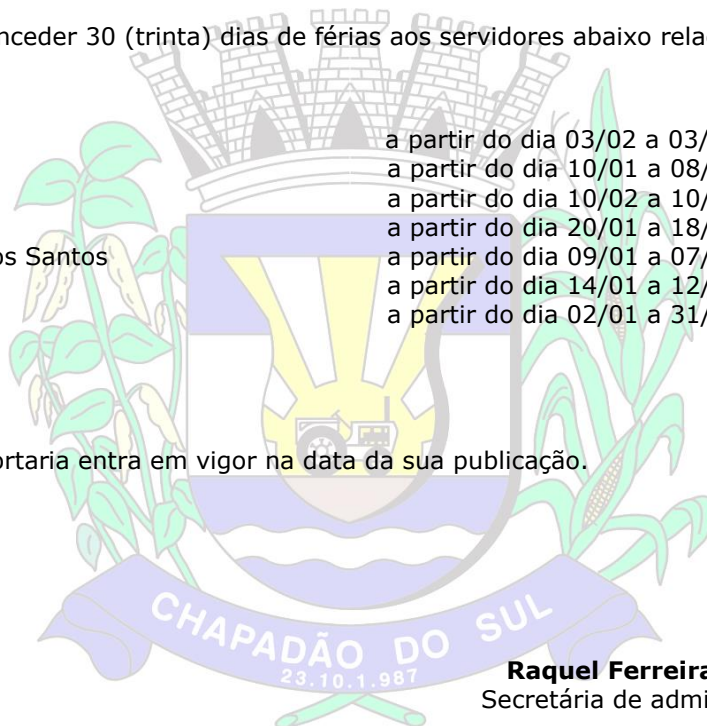 nceder 30 (trinta) dias de férias aos servidores abaixo rela
a partir do dia 03/02 a 03/
a partir do dia 10/01 a 08/
a partir do dia 10/02 a 10/
a partir do dia 20/01 a 18/
os Santos a partir do dia 09/01 a 07/
a partir do dia 14/01 a 12/
a partir do dia 02/01 a 31/
ortaria entra em vigor na data da sua publicação.
CHAPADÃO DO SUL
23.10.1.987
Raquel Ferreira
Secretária de admi